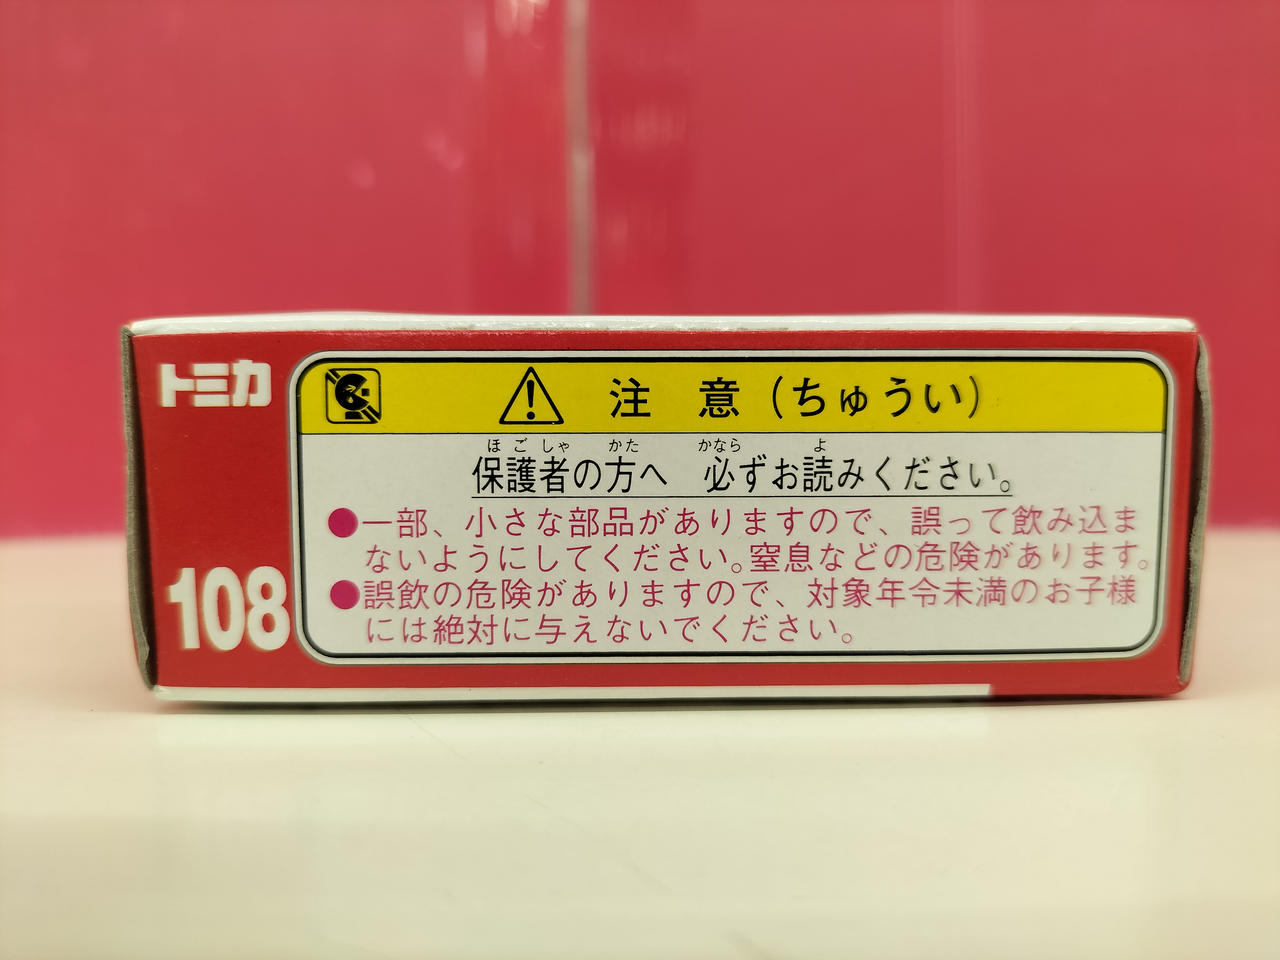 トミカ
108
注 意（ちゅうい）
ほ ご しゃ かた かなら よ
保護者の方へ 必ずお読みください。
●一部、小さな部品がありますので、誤って飲み込ま
ないようにしてください。窒息などの危険があります。
●誤飲の危険がありますので、対象年令未満のお子様
には絶対に与えないでください。